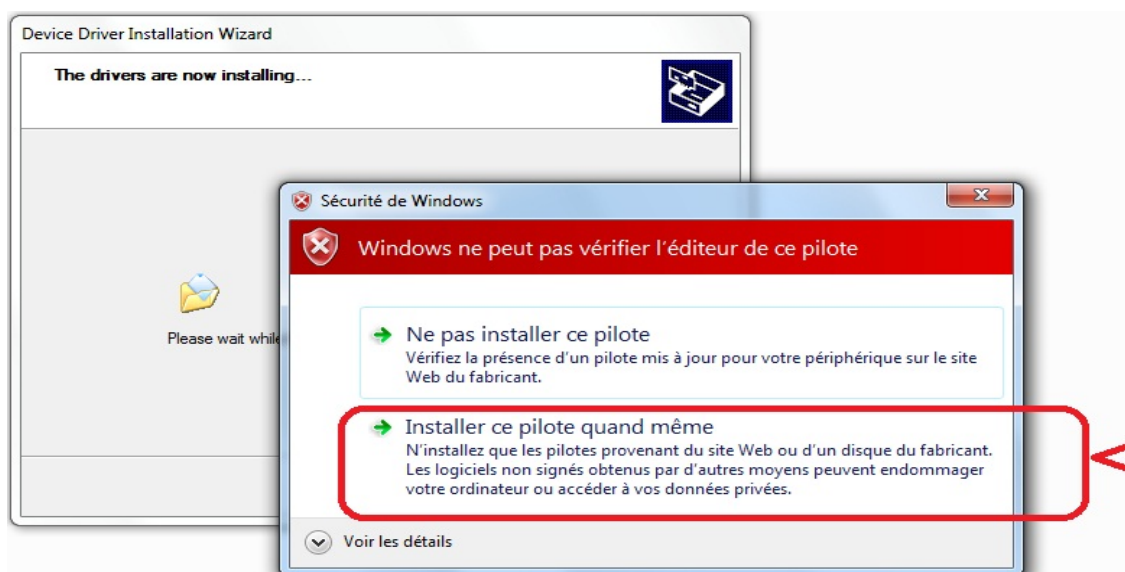 Device Driver Installation Wizard
The drivers are now installing...
Please wait while
Sécurité de Windows
Windows ne peut pas vérifier l'éditeur de ce pilote
Ne pas installer ce pilote
Vérifiez la présence d'un pilote mis à jour pour votre périphérique sur le site
Web du fabricant.
Installer ce pilote quand même
N'installez que les pilotes provenant du site Web ou d'un disque du fabricant.
Les logiciels non signés obtenus par d'autres moyens peuvent endommager
votre ordinateur ou accéder à vos données privées.
Voir les détails